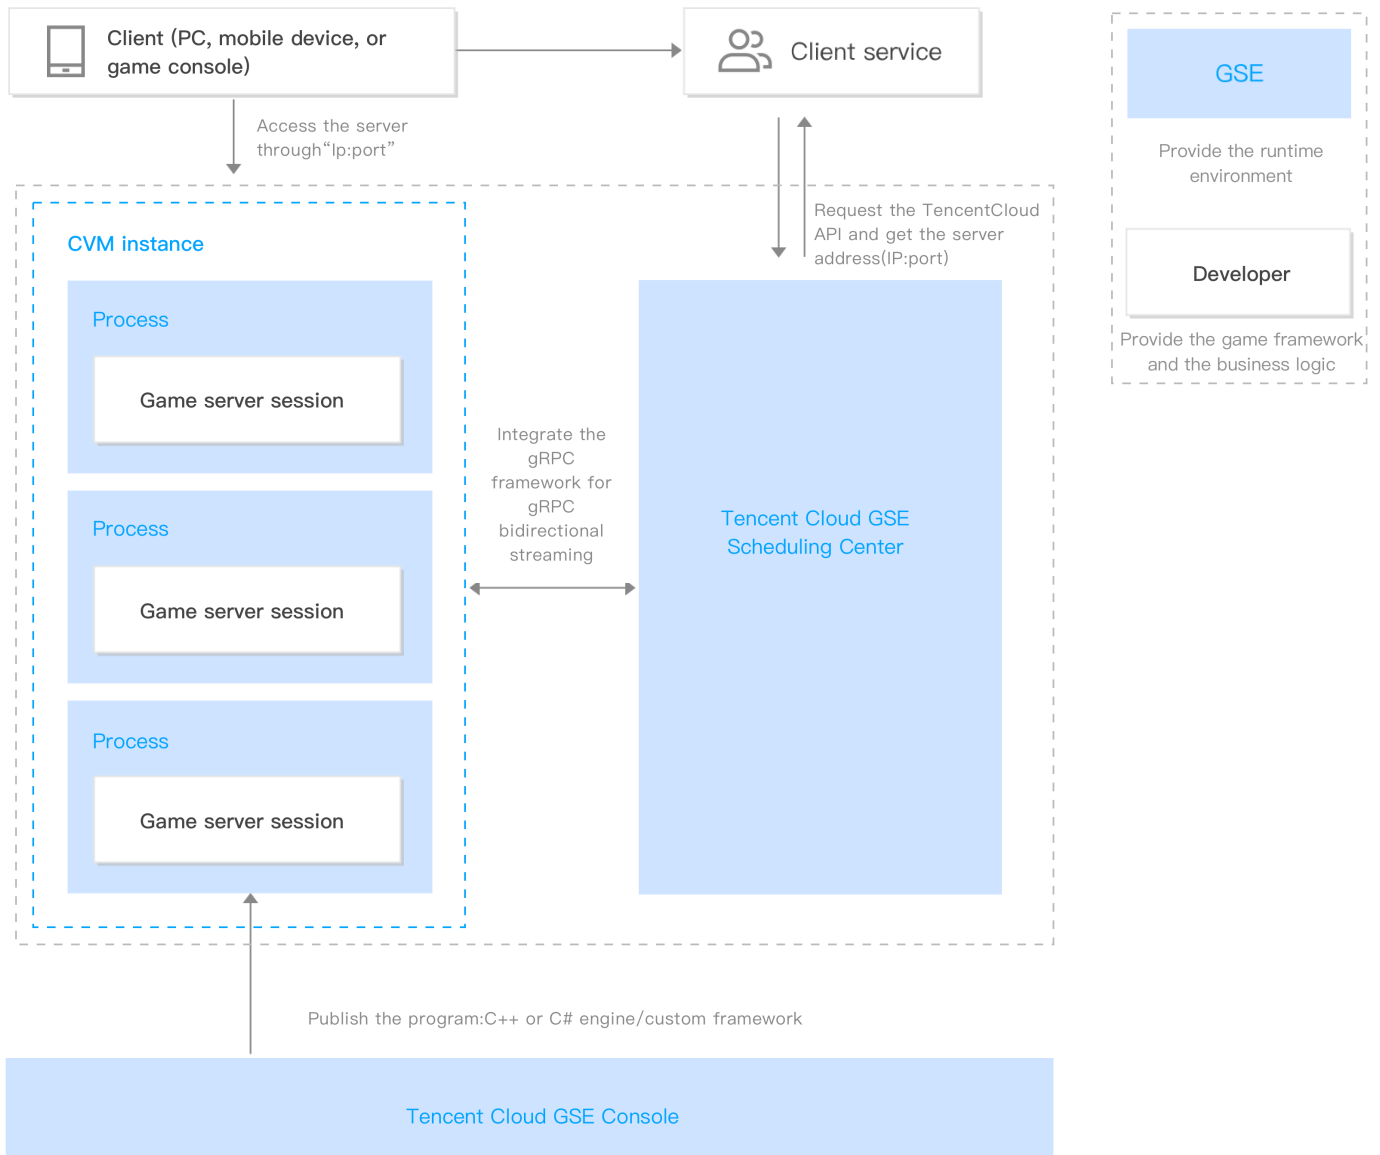 Client (PC, mobile device, or
game console)
Client service
Access the server
through“Ip:port”
Request the TencentCloud
API and get the server
address(IP:port)
CVM instance
Process
Game server session
Process
Game server session
Process
Game server session
Integrate the
gRPC
framework for
gRPC
bidirectional
streaming
Tencent Cloud GSE
Scheduling Center
Publish the program:C++ or C# engine/custom framework
Tencent Cloud GSE Console
GSE
Provide the runtime
environment
Developer
Provide the game framework
and the business logic